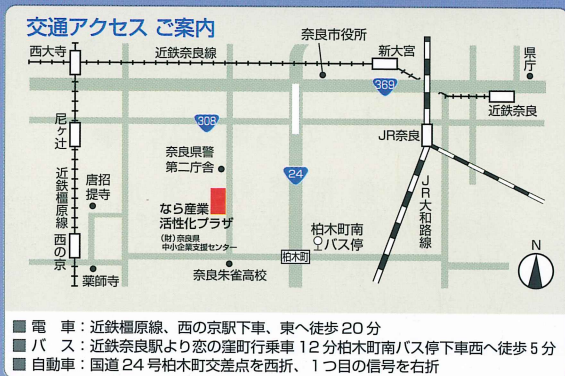 交通アクセス ご案内
西大寺
近鉄奈良線
奈良市役所
新大宮
県庁
369
近鉄奈良
308
尼ヶ辻
JR奈良
奈良県警
第二庁舎
24
近鉄橿原線
唐招
提寺
なら産業
活性化プラザ
(財)奈良県
中小企業支援センター
JR大和路線
柏木町南
バス停
西の京
柏木町
N
薬師寺
奈良朱雀高校
■電　車：近鉄橿原線、西の京駅下車、東へ徒歩20分
■バ　ス：近鉄奈良駅より恋の窪町行乗車12分柏木町南バス停下車西へ徒歩5分
■自動車：国道24号柏木町交差点を西折、1つ目の信号を右折